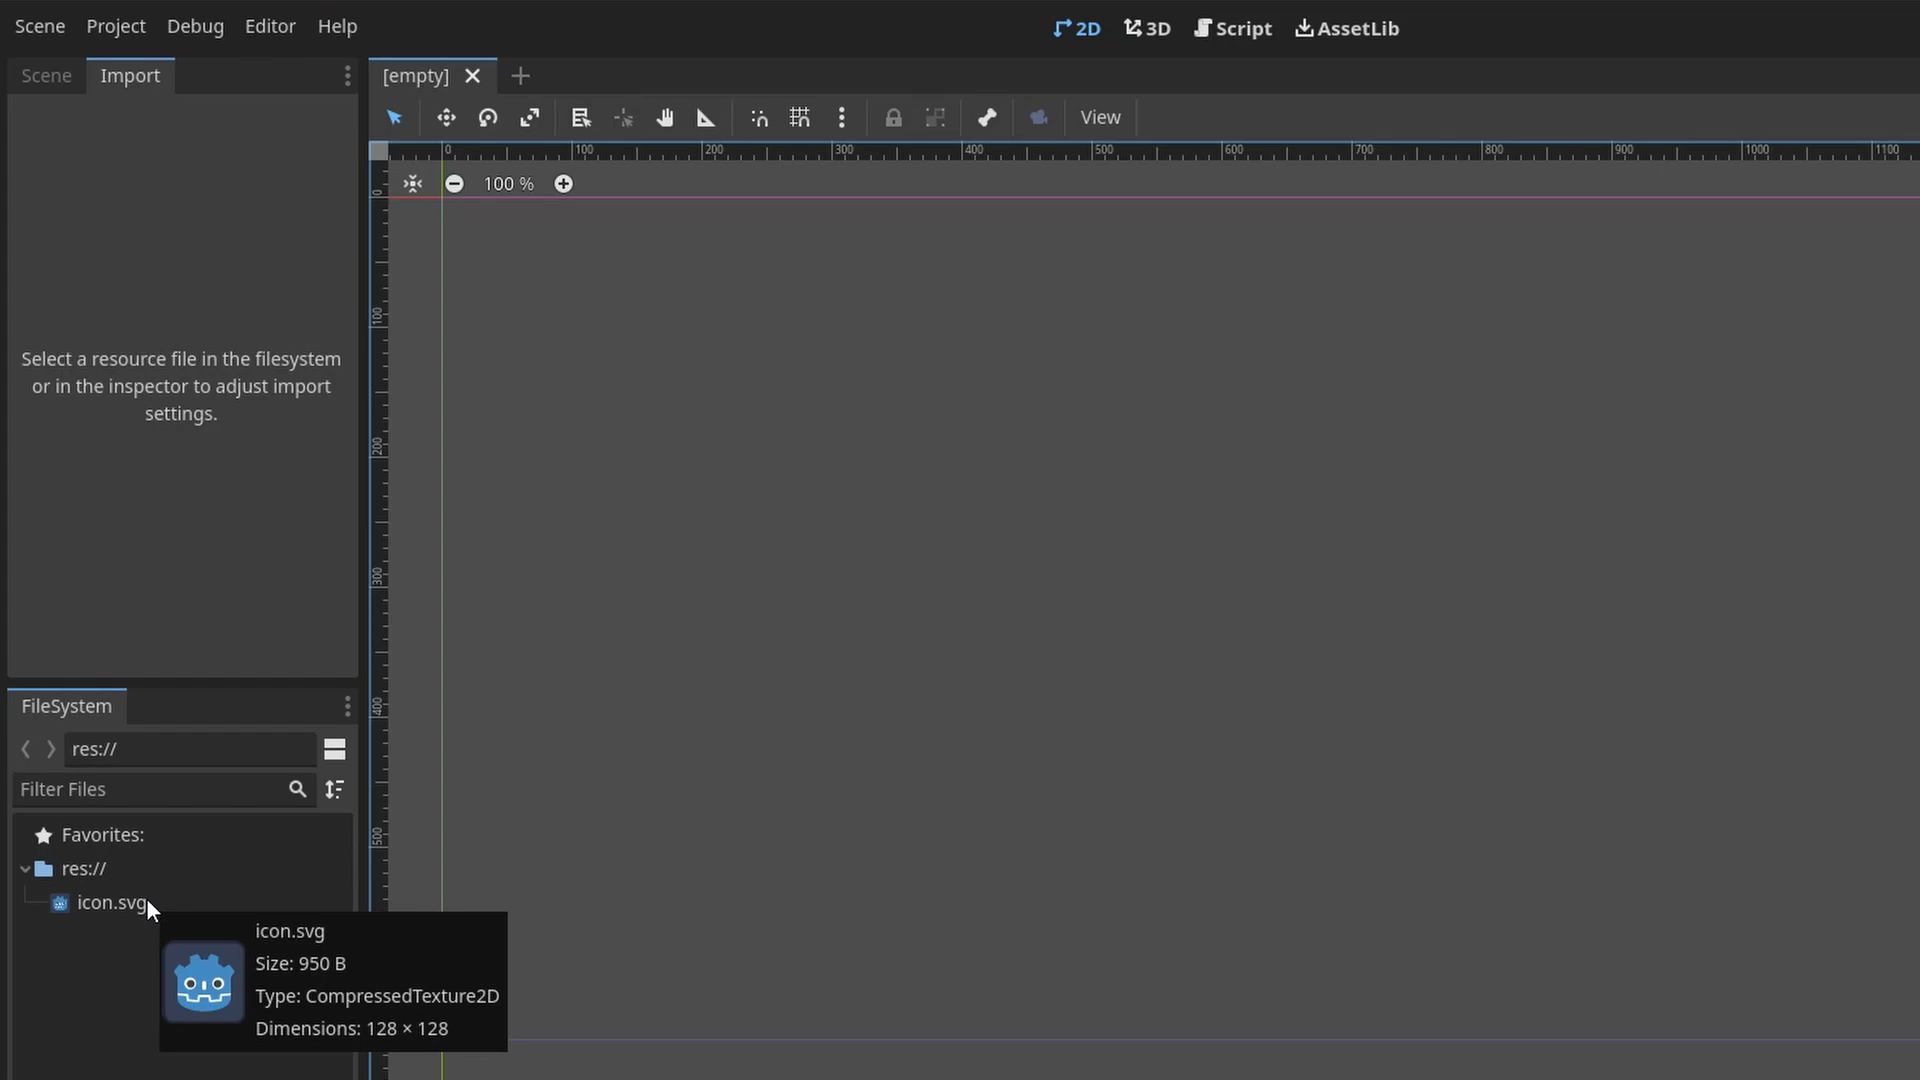 Scene Project Debug Editor Help
2D 3D Script AssetLib
Scene Import
[empty]
View
0 100 200 300 400 500 600 700 800 900 1000 1100
100 %
0
100
200
300
400
500
Select a resource file in the filesystem
or in the inspector to adjust import
settings.
FileSystem
res://
Filter Files
Favorites:
res://
icon.svg
icon.svg
Size: 950 B
Type: CompressedTexture2D
Dimensions: 128 × 128